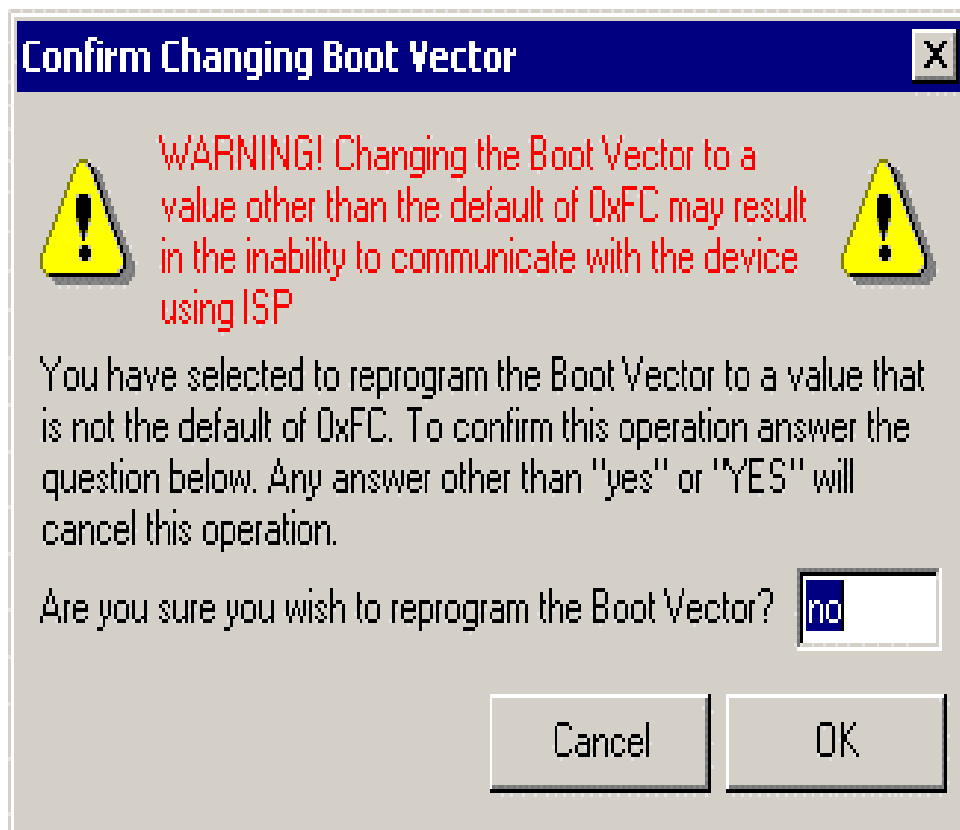 Confirm Changing Boot Vector
WARNING! Changing the Boot Vector to a
value other than the default of 0xFC may result
in the inability to communicate with the device
using ISP
You have selected to reprogram the Boot Vector to a value that
is not the default of 0xFC. To confirm this operation answer the
question below. Any answer other than "yes" or "YES" will
cancel this operation.
Are you sure you wish to reprogram the Boot Vector? no
Cancel OK